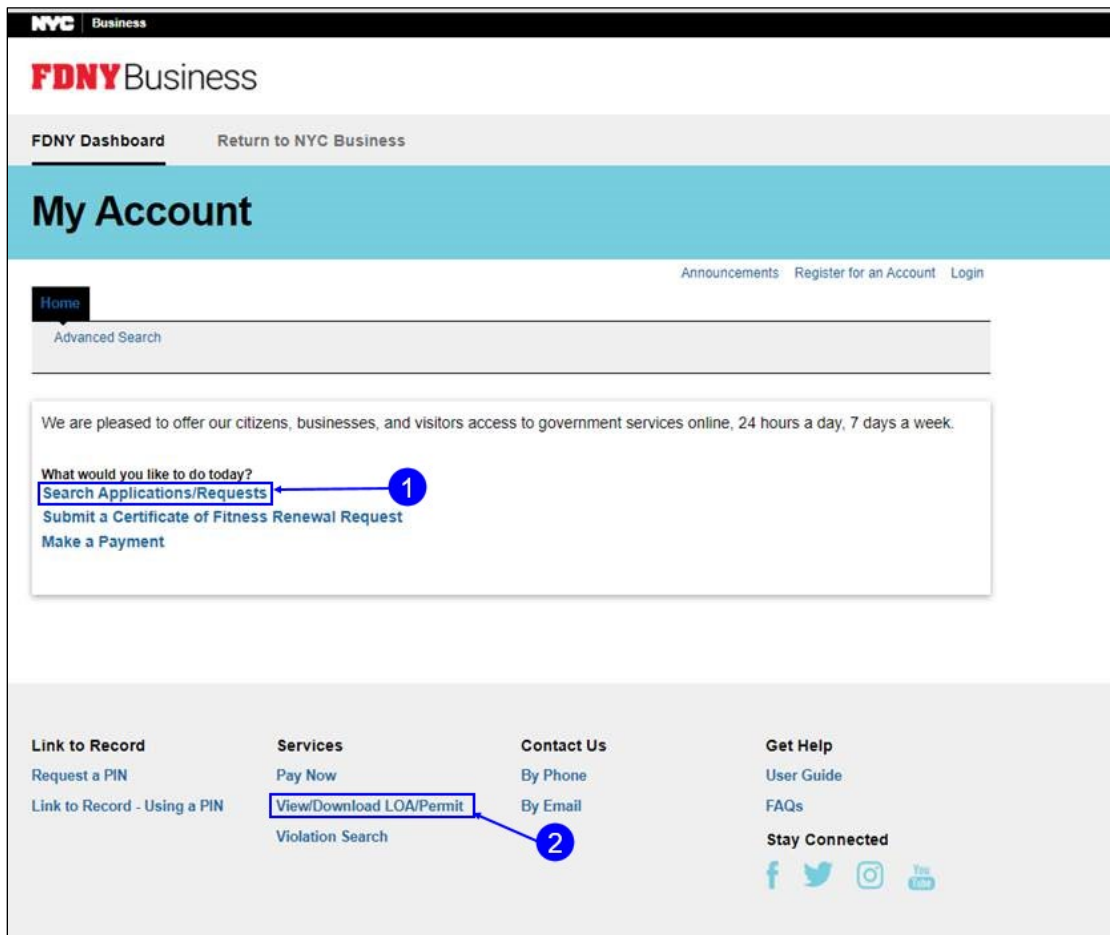 NYC Business
FDNY Business
FDNY Dashboard Return to NYC Business
My Account
Announcements Register for an Account Login
Home
Advanced Search
We are pleased to offer our citizens, businesses, and visitors access to government services online, 24 hours a day, 7 days a week.
What would you like to do today?
Search Applications/Requests
1
Submit a Certificate of Fitness Renewal Request
Make a Payment
Link to Record Services Contact Us Get Help
Request a PIN Pay Now By Phone User Guide
Link to Record - Using a PIN View/Download LOA/Permit By Email FAQs
Violation Search 2 Stay Connected
You Tube